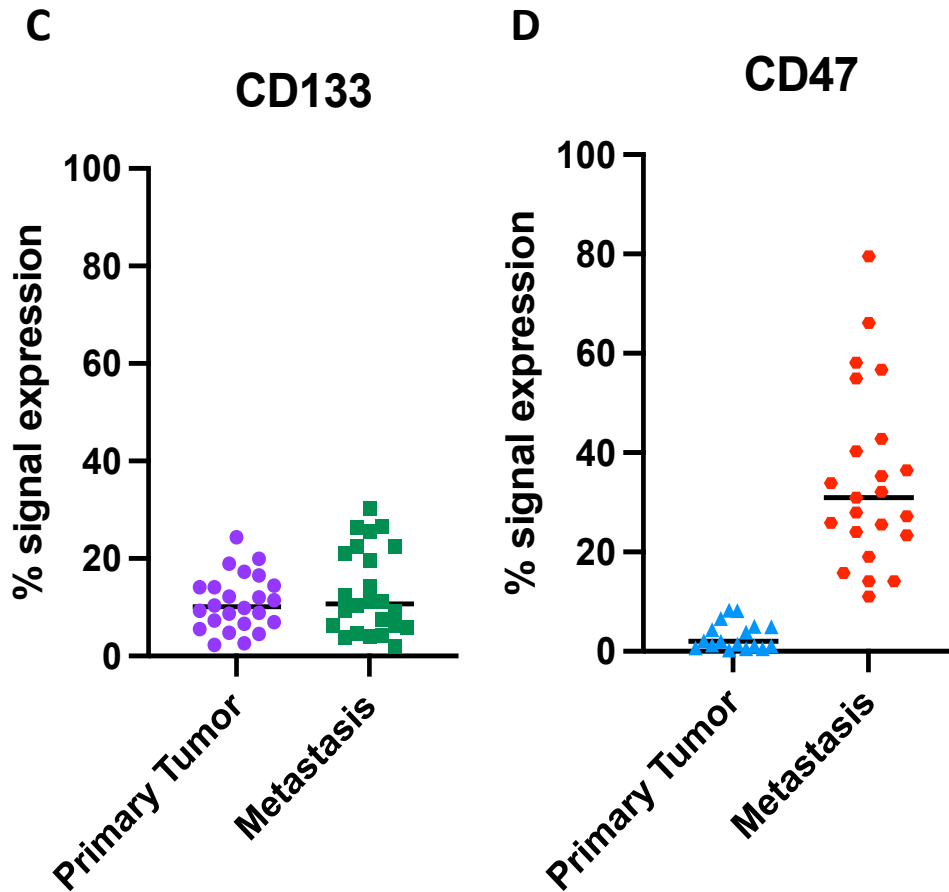 C
CD133
% signal expression
100
80
60
40
20
0
Primary Tumor
Metastasis
D
CD47
% signal expression
100
80
60
40
20
0
Primary Tumor
Metastasis